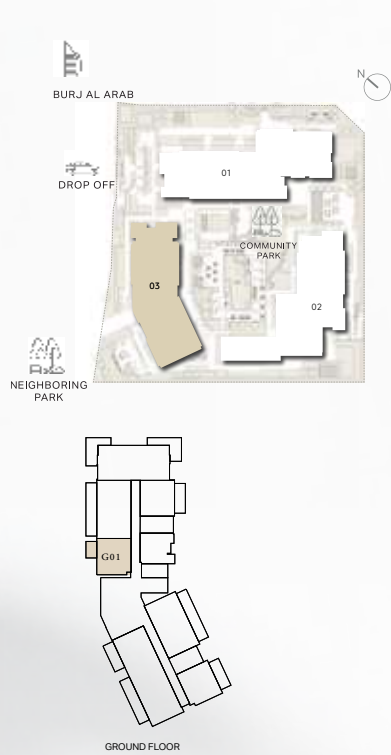 N
BURJ AL ARAB
DROP OFF
01
COMMUNITY
PARK
03
02
NEIGHBORING
PARK
G01
GROUND FLOOR